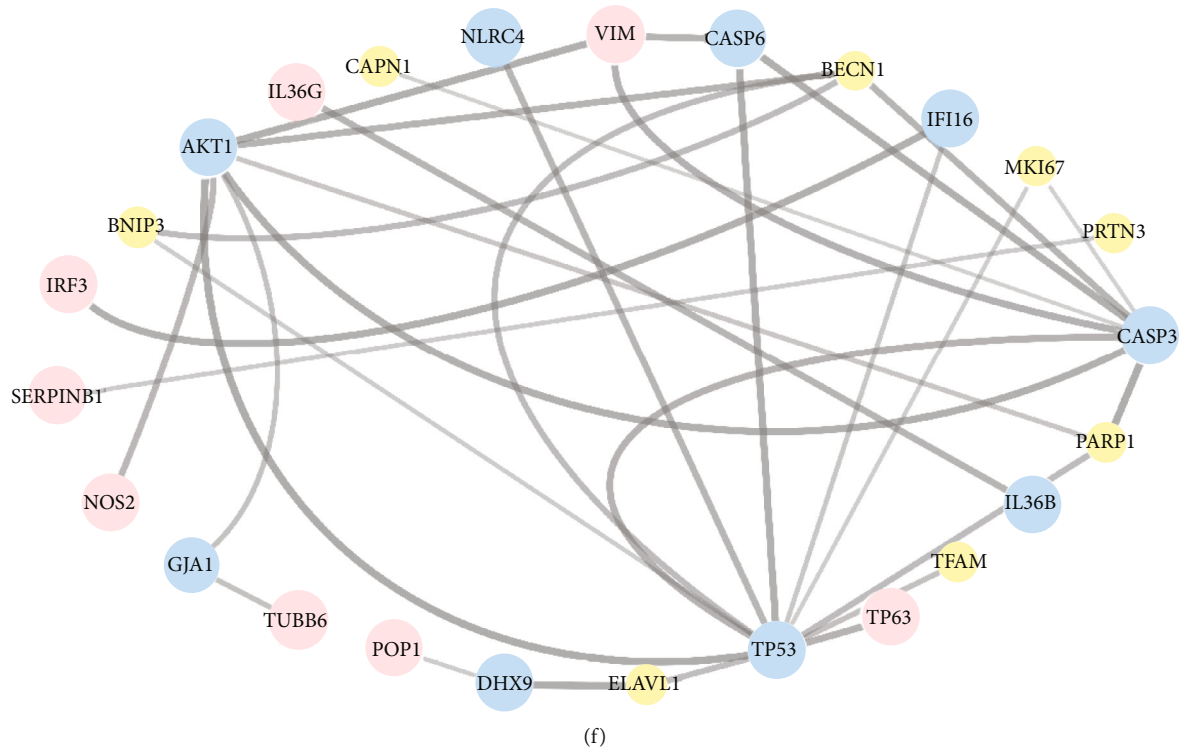 NLRC4
VIM
CASP6
CAPN1
BECN1
IL36G
IFI16
AKT1
MKI67
BNIP3
PRTN3
IRF3
CASP3
SERPINB1
PARP1
NOS2
IL36B
GJA1
TFAM
TUBB6
TP63
POP1
TP53
DHX9
ELAVL1
(f)